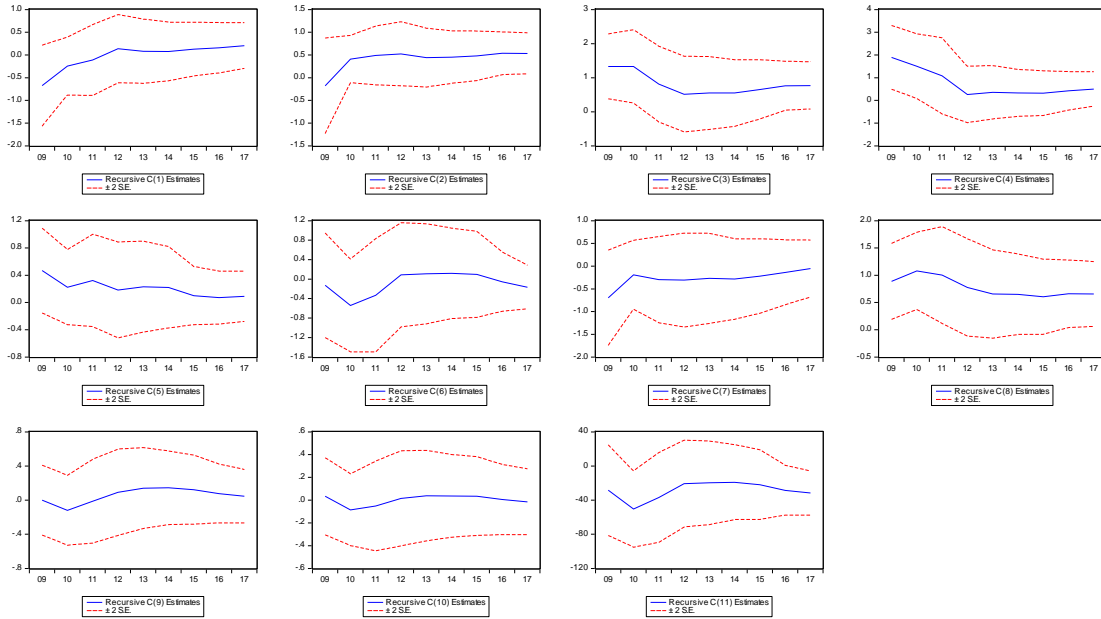 1.0
0.5
0.0
-0.5
-1.0
-1.5
-2.0
09 10 11 12 13 14 15 16 17
Recursive C(1) Estimates
± 2 S.E.
1.5
1.0
0.5
0.0
-0.5
-1.0
-1.5
09 10 11 12 13 14 15 16 17
Recursive C(2) Estimates
± 2 S.E.
3
2
1
0
-1
09 10 11 12 13 14 15 16 17
Recursive C(3) Estimates
± 2 S.E.
4
3
2
1
0
-1
-2
09 10 11 12 13 14 15 16 17
Recursive C(4) Estimates
± 2 S.E.
1.2
0.8
0.4
0.0
-0.4
-0.8
09 10 11 12 13 14 15 16 17
Recursive C(5) Estimates
± 2 S.E.
1.2
0.8
0.4
0.0
-0.4
-0.8
-1.2
-1.6
09 10 11 12 13 14 15 16 17
Recursive C(6) Estimates
± 2 S.E.
1.0
0.5
0.0
-0.5
-1.0
-1.5
-2.0
09 10 11 12 13 14 15 16 17
Recursive C(7) Estimates
± 2 S.E.
2.0
1.5
1.0
0.5
0.0
-0.5
09 10 11 12 13 14 15 16 17
Recursive C(8) Estimates
± 2 S.E.
.8
.4
.0
-.4
-.8
09 10 11 12 13 14 15 16 17
Recursive C(9) Estimates
± 2 S.E.
.6
.4
.2
.0
-.2
-.4
-.6
09 10 11 12 13 14 15 16 17
Recursive C(10) Estimates
± 2 S.E.
40
0
-40
-80
-120
09 10 11 12 13 14 15 16 17
Recursive C(11) Estimates
± 2 S.E.